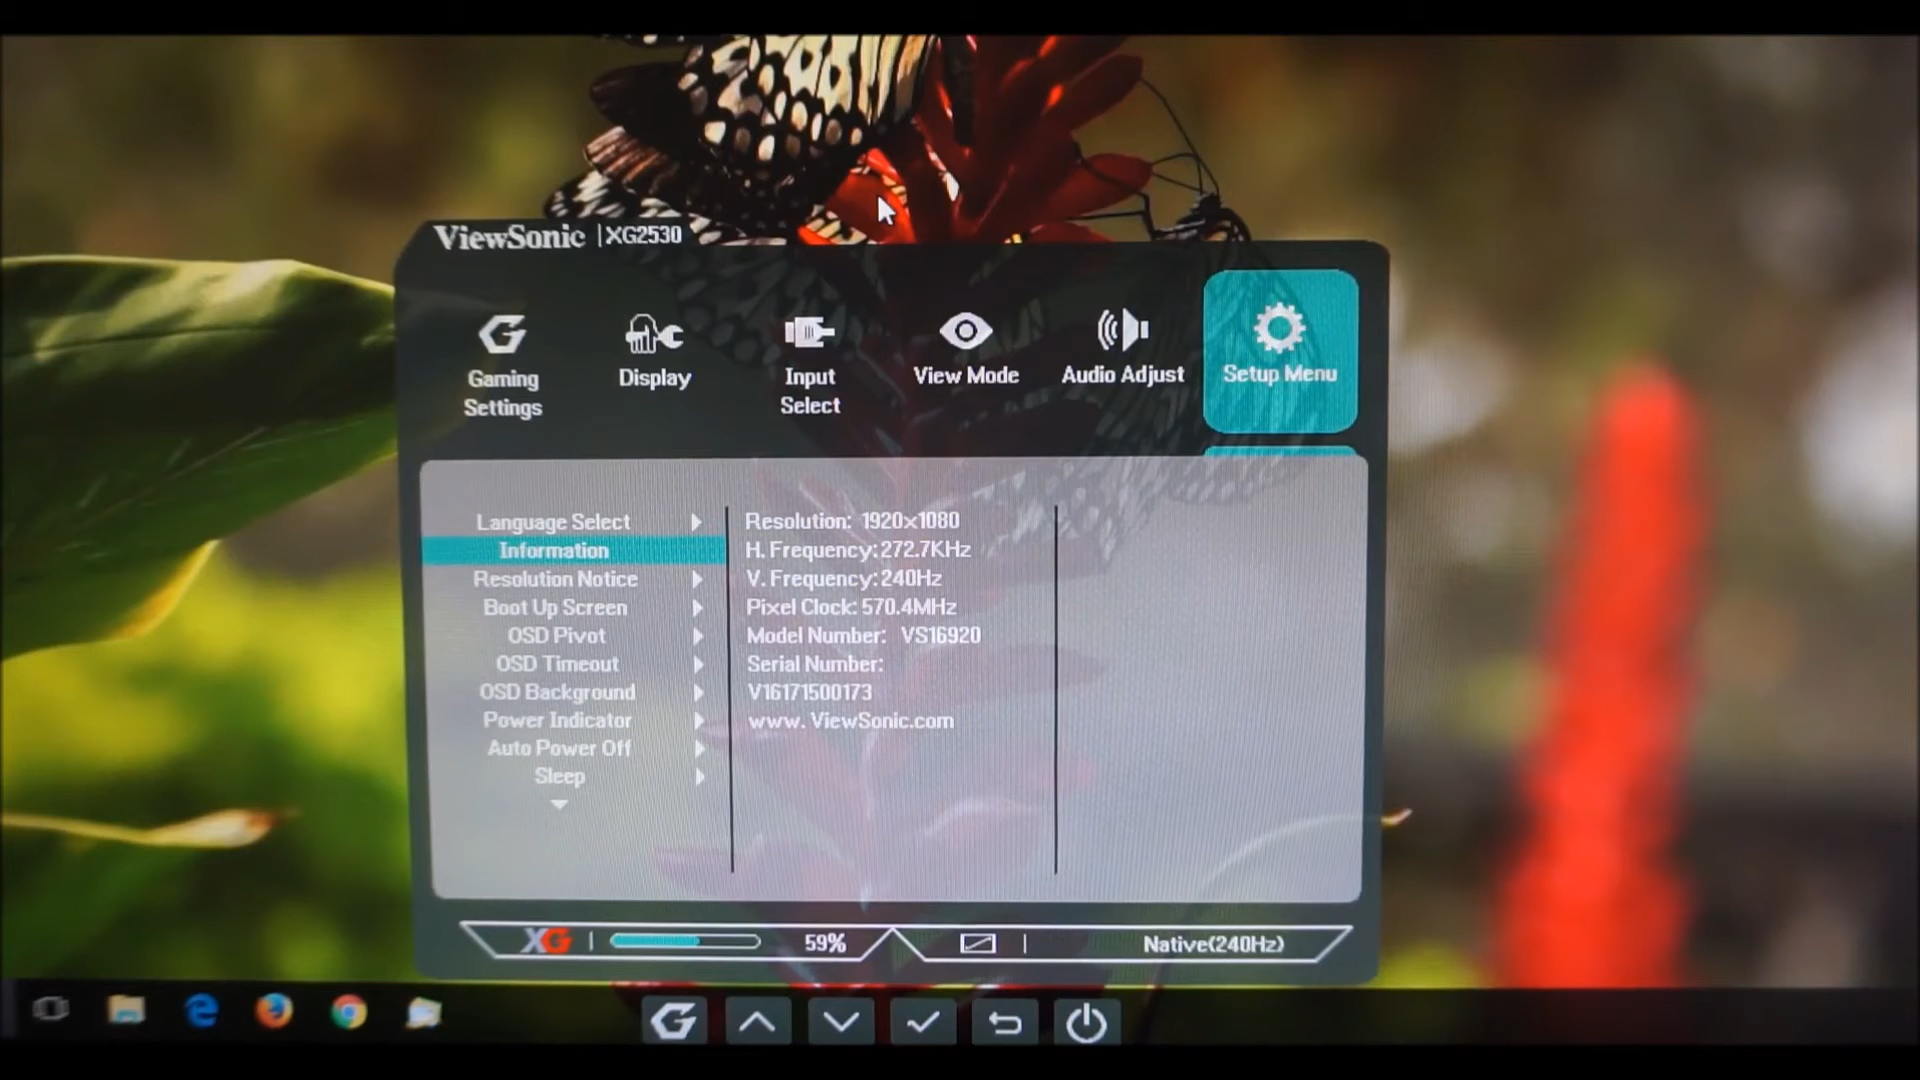 ViewSonic | XG2530
Gaming Settings
Display
Input Select
View Mode
Audio Adjust
Setup Menu
Language Select
Information
Resolution Notice
Boot Up Screen
OSD Pivot
OSD Timeout
OSD Background
Power Indicator
Auto Power Off
Sleep
Resolution: 1920×1080
H. Frequency:272.7KHz
V. Frequency:240Hz
Pixel Clock: 570.4MHz
Model Number: VS16920
Serial Number:
V16171500173
www. ViewSonic.com
XG | 59%
| Native(240Hz)